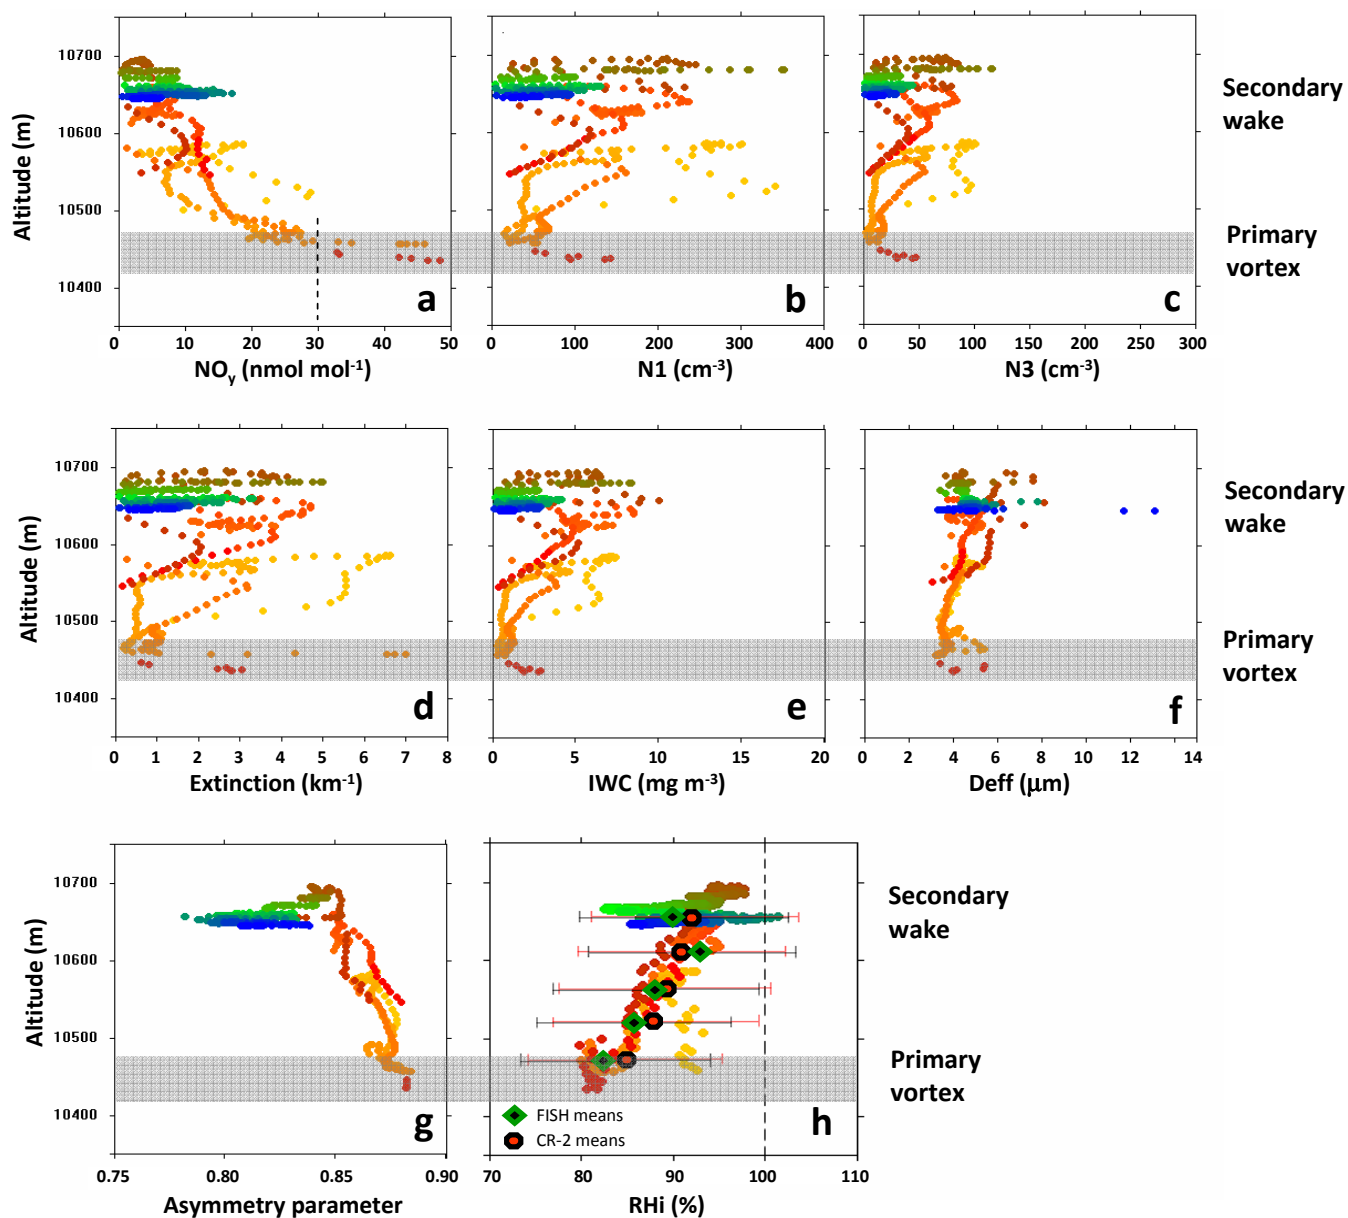 10700
10600
10500
10400
Altitude (m)
a
b
c
Secondary
wake
Primary
vortex
0 10 20 30 40 50
0 100 200 300 400
0 50 100 150 200 250 300
NOy (nmol mol-1)
N1 (cm-3)
N3 (cm-3)
10700
10600
10500
10400
Altitude (m)
d
e
f
Secondary
wake
Primary
vortex
0 1 2 3 4 5 6 7 8
0 5 10 15 20
0 2 4 6 8 10 12 14
Extinction (km-1)
IWC (mg m-3)
Deff (μm)
10700
10600
10500
10400
Altitude (m)
g
FISH means
CR-2 means
h
Secondary
wake
Primary
vortex
0.75 0.80 0.85 0.90
70 80 90 100 110
Asymmetry parameter
RHi (%)